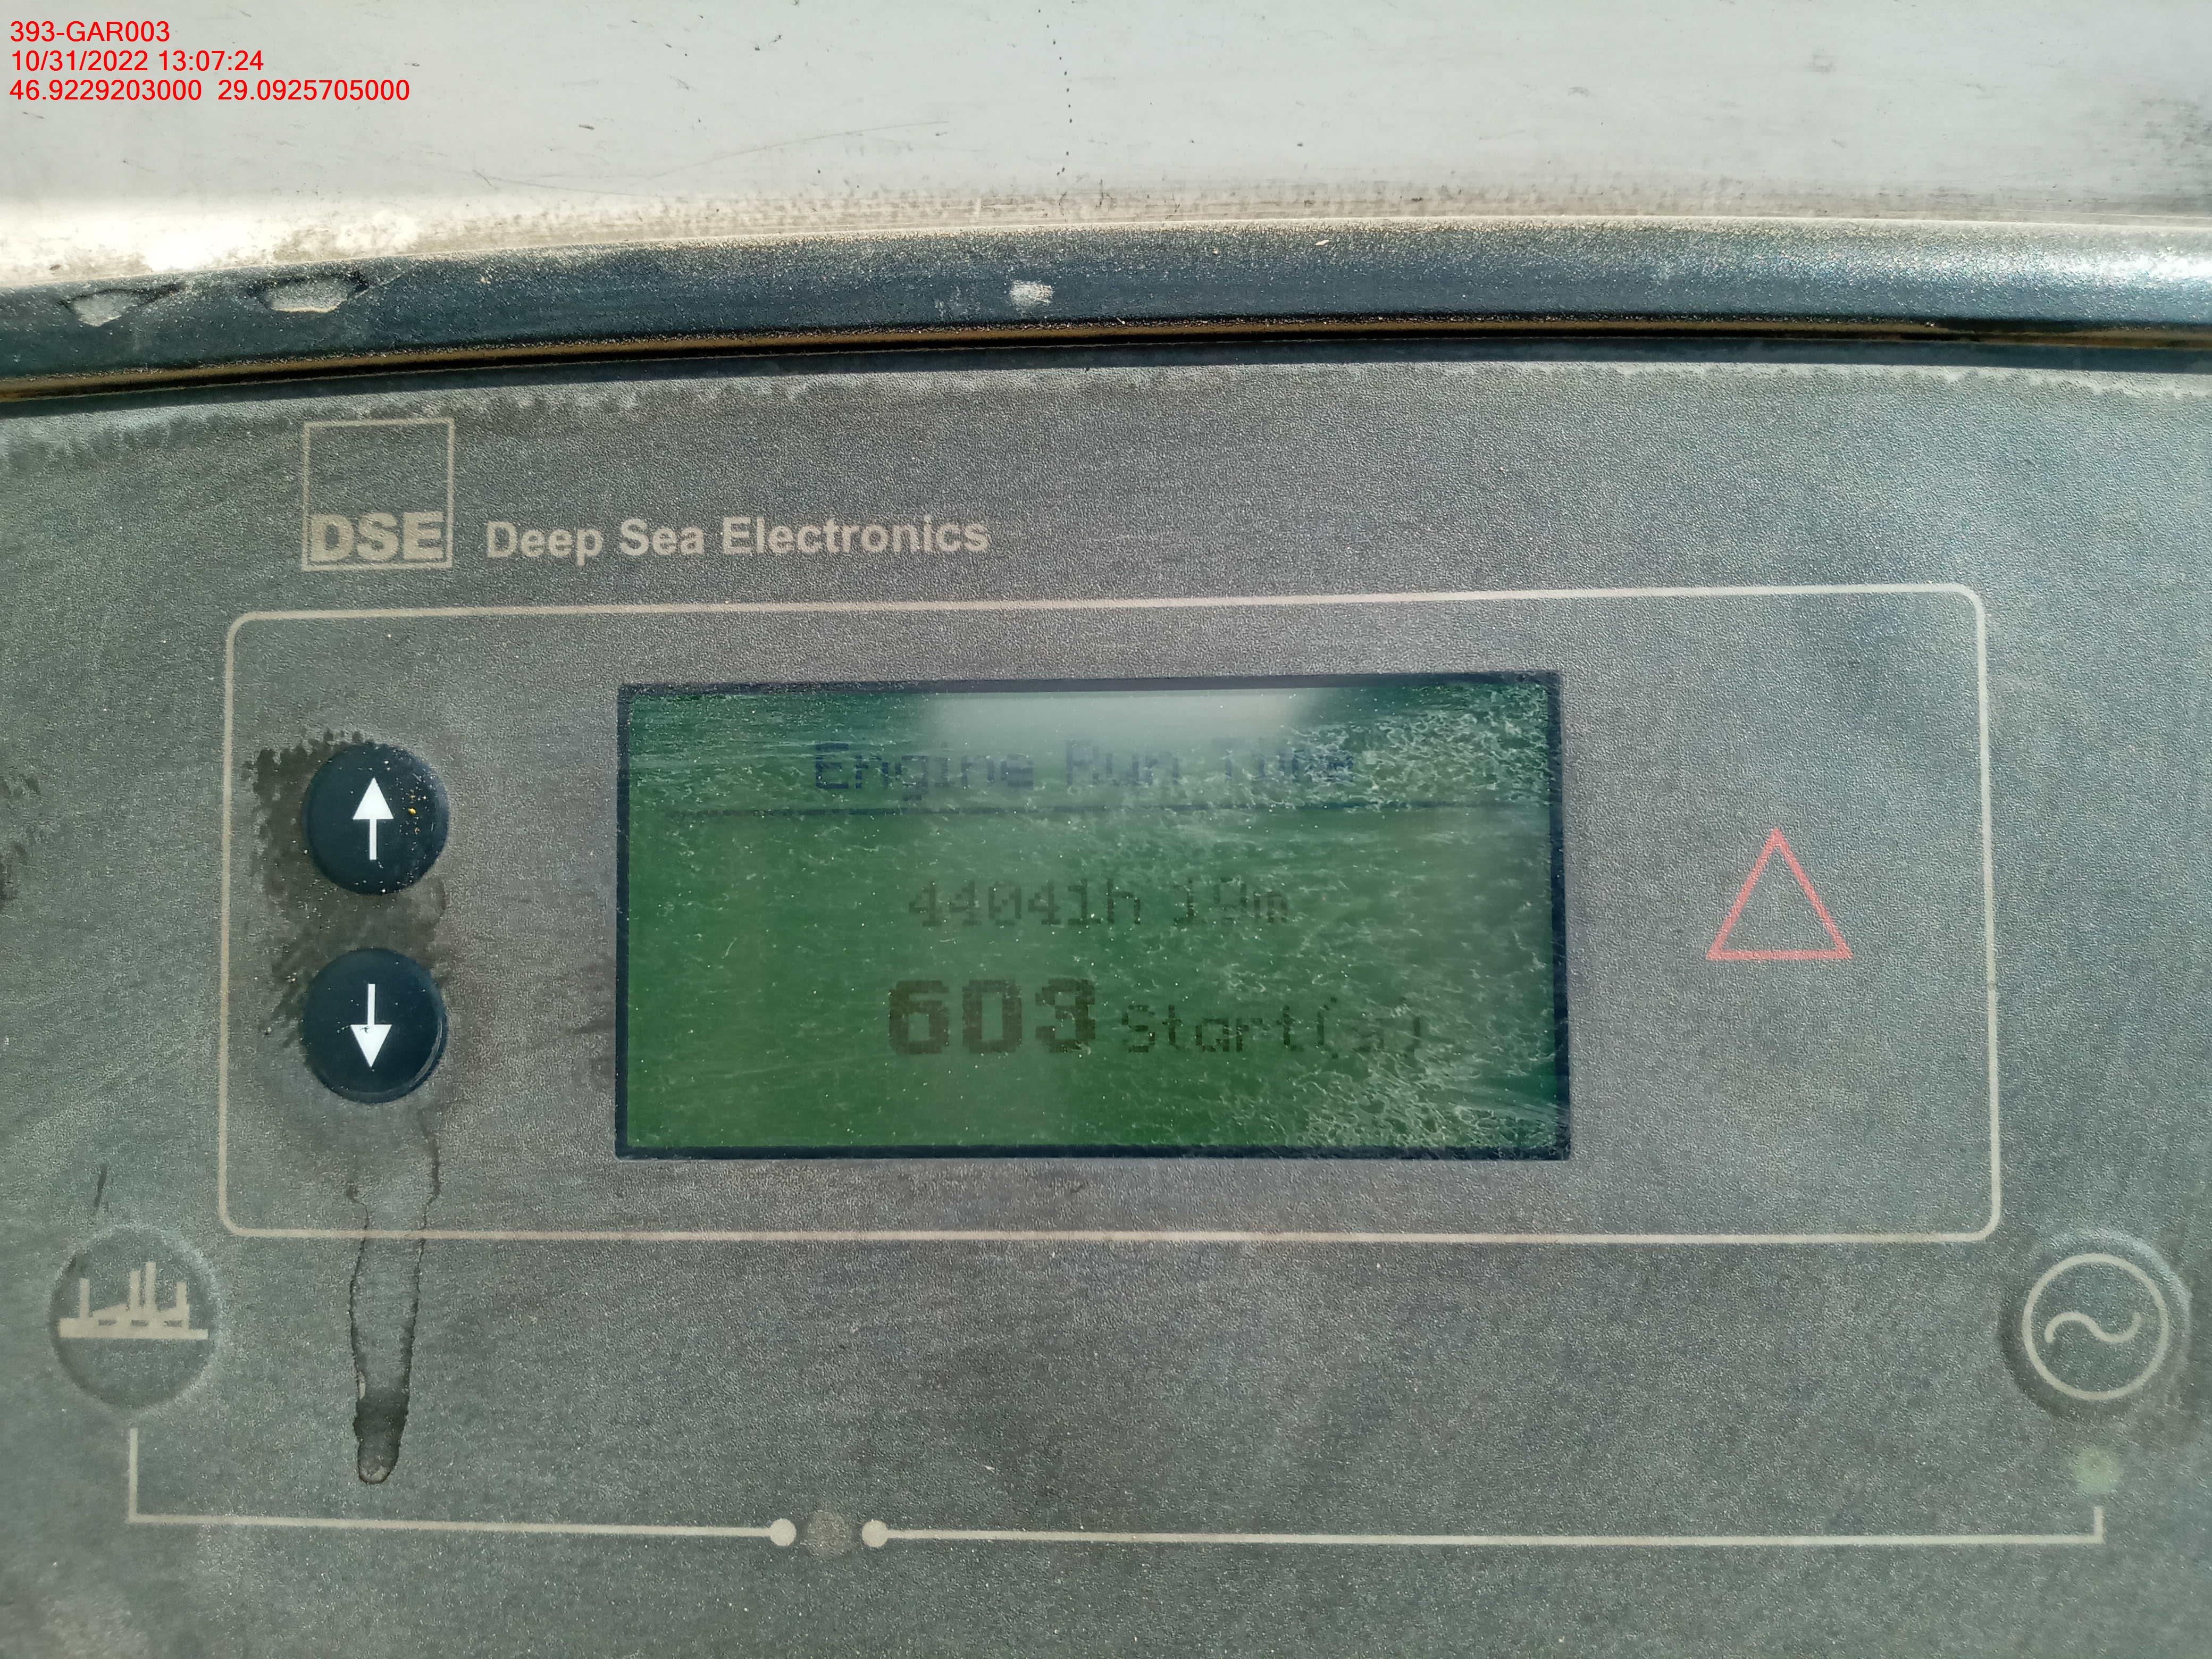 393-GAR003
10/31/2022 13:07:24
46.9229203000 29.0925705000
DSE Deep Sea Electronics
Engine Run Time
44041h 19m
603 Start(s)